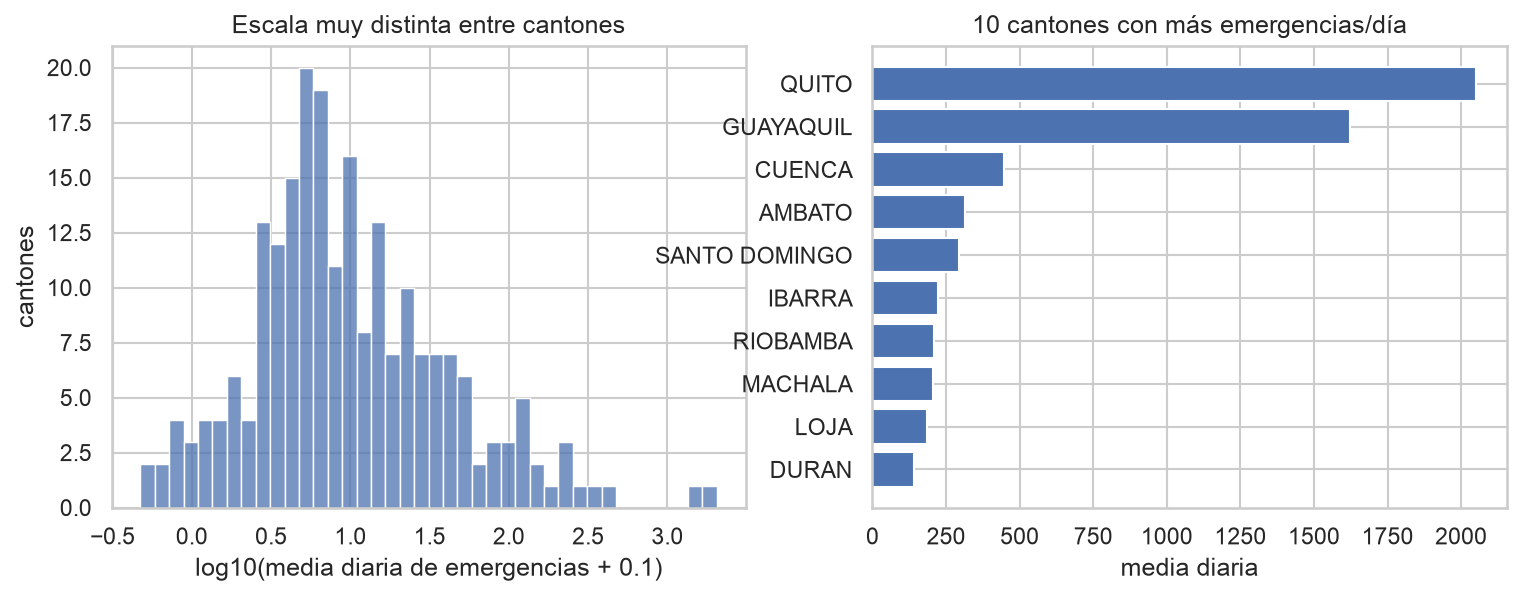 Escala muy distinta entre cantones
20.0
17.5
15.0
12.5
10.0
7.5
5.0
2.5
0.0
cantones
−0.5 0.0 0.5 1.0 1.5 2.0 2.5 3.0
log10(media diaria de emergencias + 0.1)
10 cantones con más emergencias/día
QUITO
GUAYAQUIL
CUENCA
AMBATO
SANTO DOMINGO
IBARRA
RIOBAMBA
MACHALA
LOJA
DURAN
0 250 500 750 1000 1250 1500 1750 2000
media diaria